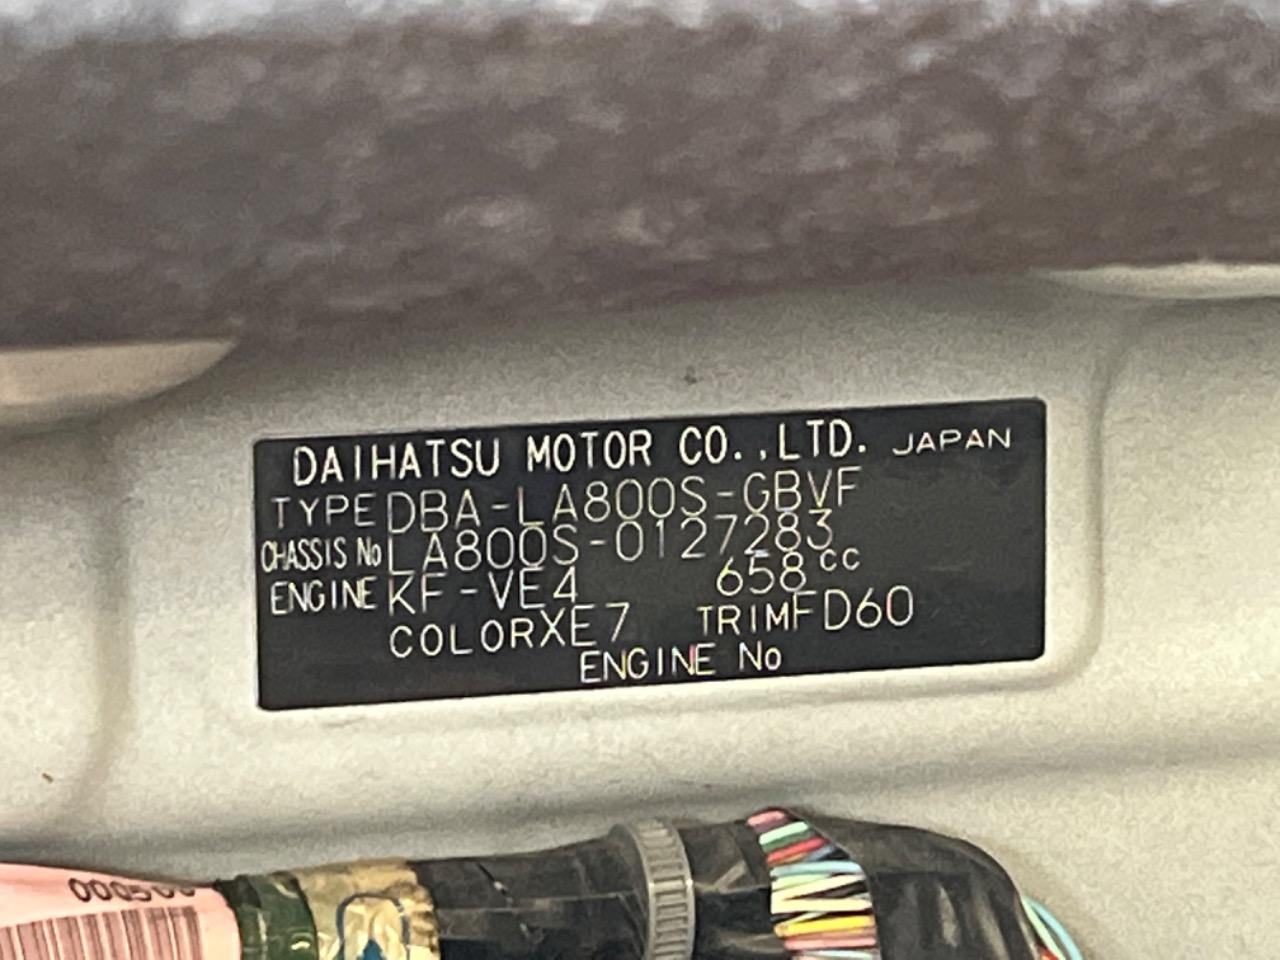 DAIHATSU MOTOR CO.,LTD. JAPAN
TYPE DBA-LA800S-GBVF
CHASSIS No LA800S-0127283
ENGINE KF-VE4 658cc
COLOR XE7 TRIM FD60
ENGINE No